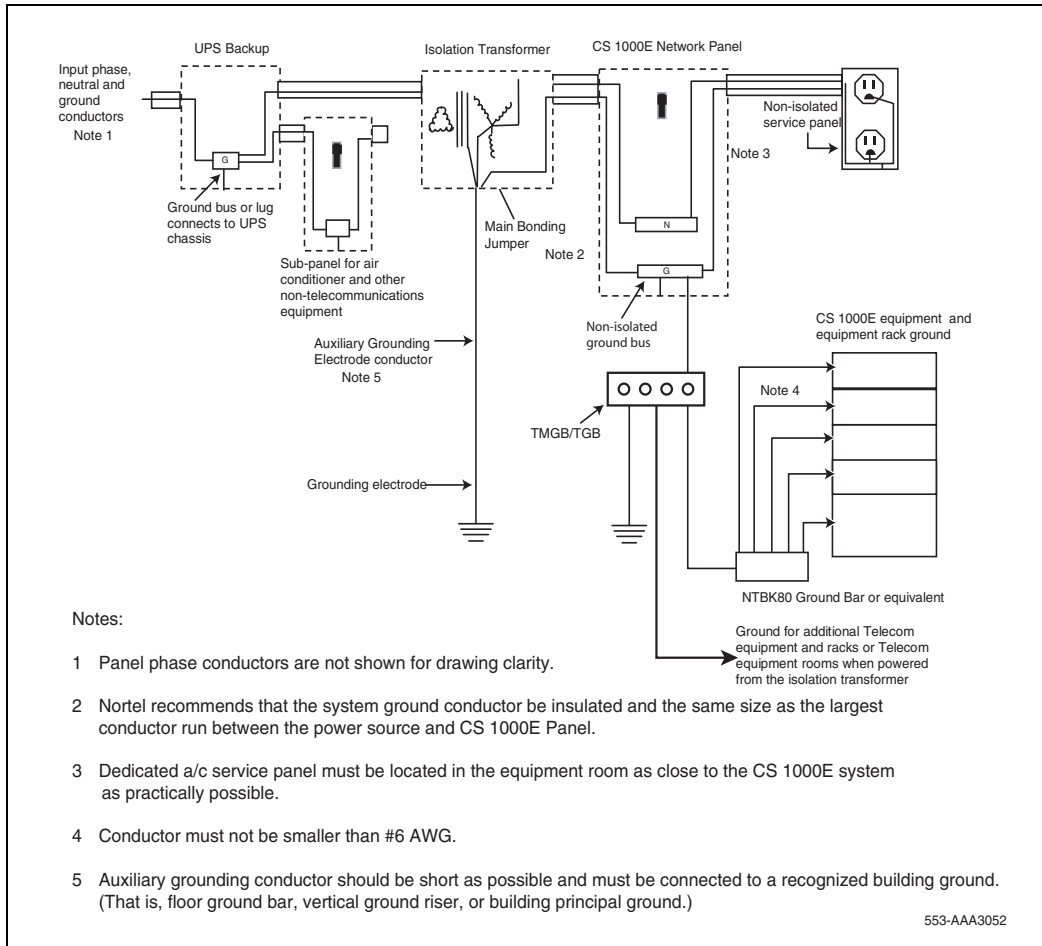 UPS Backup
Isolation Transformer
CS 1000E Network Panel
Input phase,
neutral and
ground
conductors
Note 1
Non-isolated
service panel
Note 3
G
Ground bus or lug
connects to UPS
chassis
N
Main Bonding
Jumper
Note 2
G
Sub-panel for air
conditioner and other
non-telecommunications
equipment
Non-isolated
ground bus
CS 1000E equipment and
equipment rack ground
Auxiliary Grounding
Electrode conductor
Note 5
Note 4
TMGB/TGB
Grounding electrode
NTBK80 Ground Bar or equivalent
Ground for additional Telecom
equipment and racks or Telecom
equipment rooms when powered
from the isolation transformer
Notes:
1 Panel phase conductors are not shown for drawing clarity.
2 Nortel recommends that the system ground conductor be insulated and the same size as the largest
conductor run between the power source and CS 1000E Panel.
3 Dedicated a/c service panel must be located in the equipment room as close to the CS 1000E system
as practically possible.
4 Conductor must not be smaller than #6 AWG.
5 Auxiliary grounding conductor should be short as possible and must be connected to a recognized building ground.
(That is, floor ground bar, vertical ground riser, or building principal ground.)
553-AAA3052